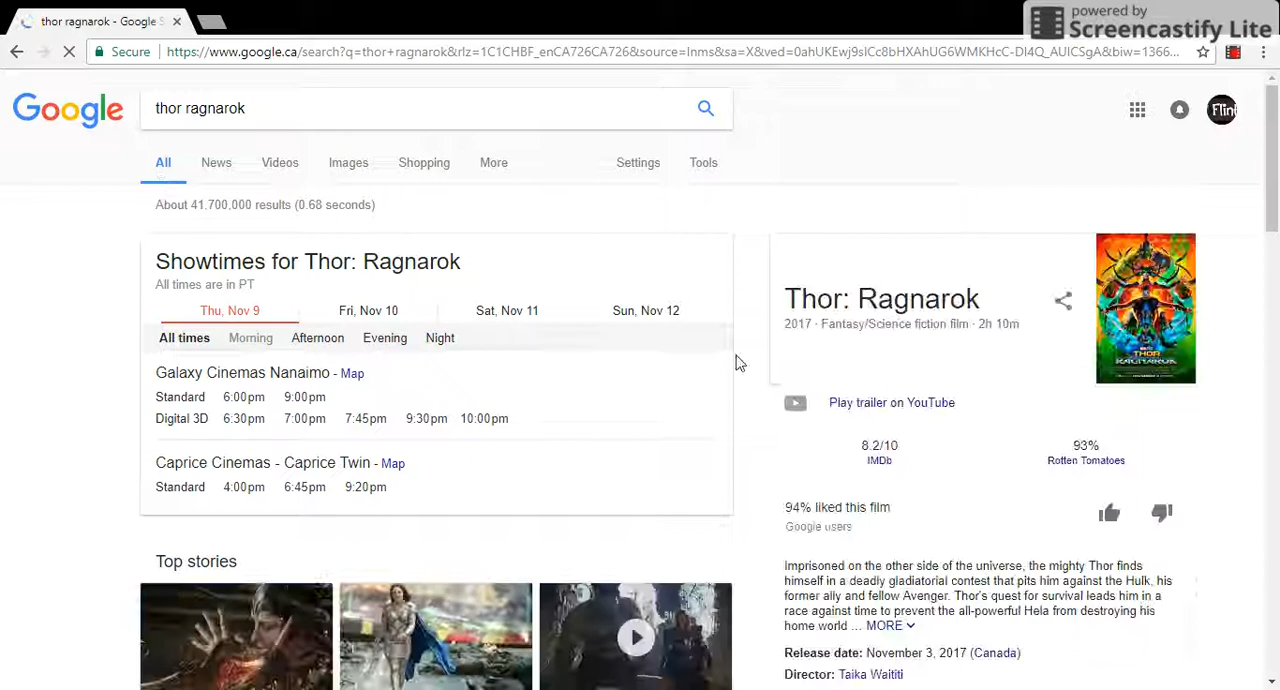 thor ragnarok - Google S
powered by
Screencastify Lite
Secure https://www.google.ca/search?q=thor+ragnarok&rlz=1C1CHBF_enCA726CA726&source=lnms&sa=X&ved=0ahUKEwj9sICc8bHXAhUG6WMKHcC-DI4Q_AUICSgA&biw=1366...
Google thor ragnarok Flint
All News Videos Images Shopping More Settings Tools
About 41,700,000 results (0.68 seconds)
Showtimes for Thor: Ragnarok
All times are in PT
Thu, Nov 9 Fri, Nov 10 Sat, Nov 11 Sun, Nov 12
All times Morning Afternoon Evening Night
Galaxy Cinemas Nanaimo - Map
Standard 6:00pm 9:00pm
Digital 3D 6:30pm 7:00pm 7:45pm 9:30pm 10:00pm
Caprice Cinemas - Caprice Twin - Map
Standard 4:00pm 6:45pm 9:20pm
Top stories
Thor: Ragnarok
2017 · Fantasy/Science fiction film · 2h 10m
THOR
RAGNAROK
Play trailer on YouTube
8.2/10 93%
IMDb Rotten Tomatoes
94% liked this film
Google users
Imprisoned on the other side of the universe, the mighty Thor finds
himself in a deadly gladiatorial contest that pits him against the Hulk, his
former ally and fellow Avenger. Thor's quest for survival leads him in a
race against time to prevent the all-powerful Hela from destroying his
home world ... MORE
Release date: November 3, 2017 (Canada)
Director: Taika Waititi